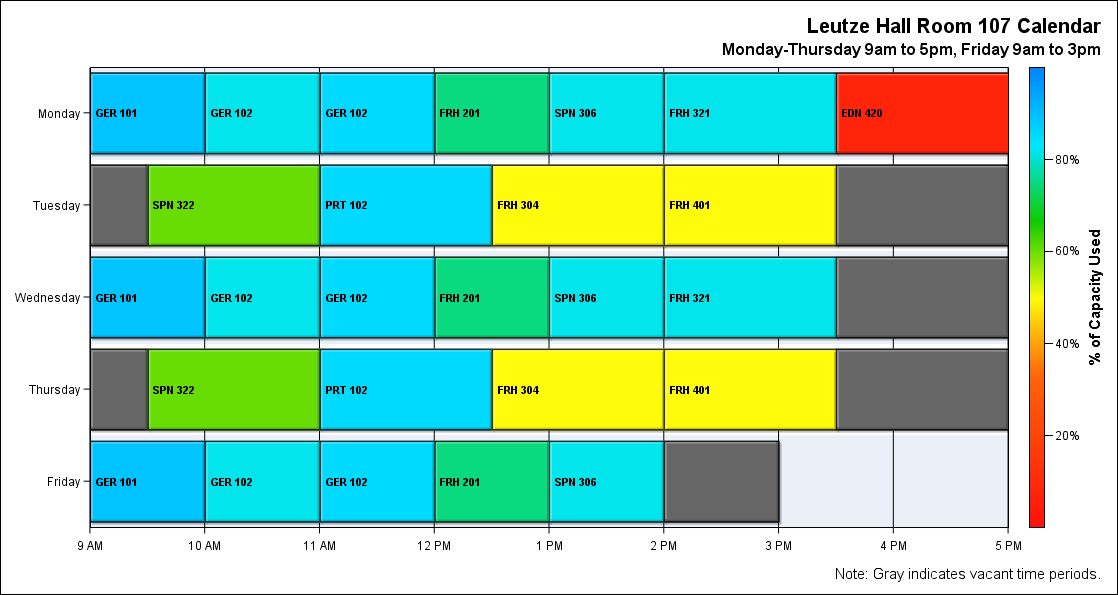 Leutze Hall Room 107 Calendar
Monday-Thursday 9am to 5pm, Friday 9am to 3pm
Monday
GER 101 GER 102 GER 102 FRH 201 SPN 306 FRH 321 EDN 420
Tuesday
SPN 322 PRT 102 FRH 304 FRH 401
Wednesday
GER 101 GER 102 GER 102 FRH 201 SPN 306 FRH 321
Thursday
SPN 322 PRT 102 FRH 304 FRH 401
Friday
GER 101 GER 102 GER 102 FRH 201 SPN 306
9 AM 10 AM 11 AM 12 PM 1 PM 2 PM 3 PM 4 PM 5 PM
80%
60%
40%
20%
% of Capacity Used
Note: Gray indicates vacant time periods.